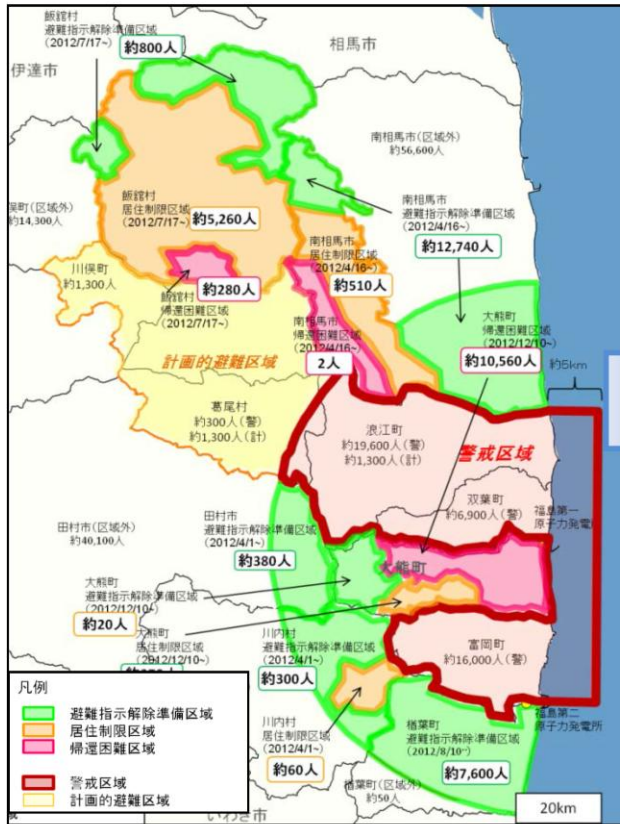 飯舘村
避難指示解除準備区域
(2012/7/17~)
約800人
相馬市
伊達市
南相馬市(区域外)
約56,600人
飯舘村
居住制限区域
(2012/7/17~)
約5,260人
俣町(区域外)
約14,300人
南相馬市
避難指示解除準備区域
(2012/4/16~)
約12,740人
南相馬市
居住制限区域
(2012/4/16~)
約510人
川俣町
約1,300人
約280人
飯舘村
帰還困難区域
(2012/7/17~)
南相馬市
帰還困難区域
(2012/4/16~)
2人
大熊町
帰還困難区域
(2012/12/10~)
約10,560人
約5km
計画的避難区域
葛尾村
約300人(警)
約1,300人(計)
浪江町
約19,600人(警)
約1,300人(計)
警戒区域
双葉町
約6,900人(警)
福島第一
原子力発電所
田村市(区域外)
約40,100人
田村市
避難指示解除準備区域
(2012/4/1~)
約380人
大熊町
大熊町
避難指示解除準備区域
(2012/12/10~)
約20人
大熊町
居住制限区域
(2012/12/10~)
川内村
避難指示解除準備区域
(2012/4/1~)
約300人
富岡町
約16,000人(警)
川内村
居住制限区域
(2012/4/1~)
約60人
福島第二
原子力発電所
楢葉町
避難指示解除準備区域
(2012/8/10~)
約7,600人
楢葉町(区域外)
約50人
いわき市
20km
凡例
避難指示解除準備区域
居住制限区域
帰還困難区域
警戒区域
計画的避難区域